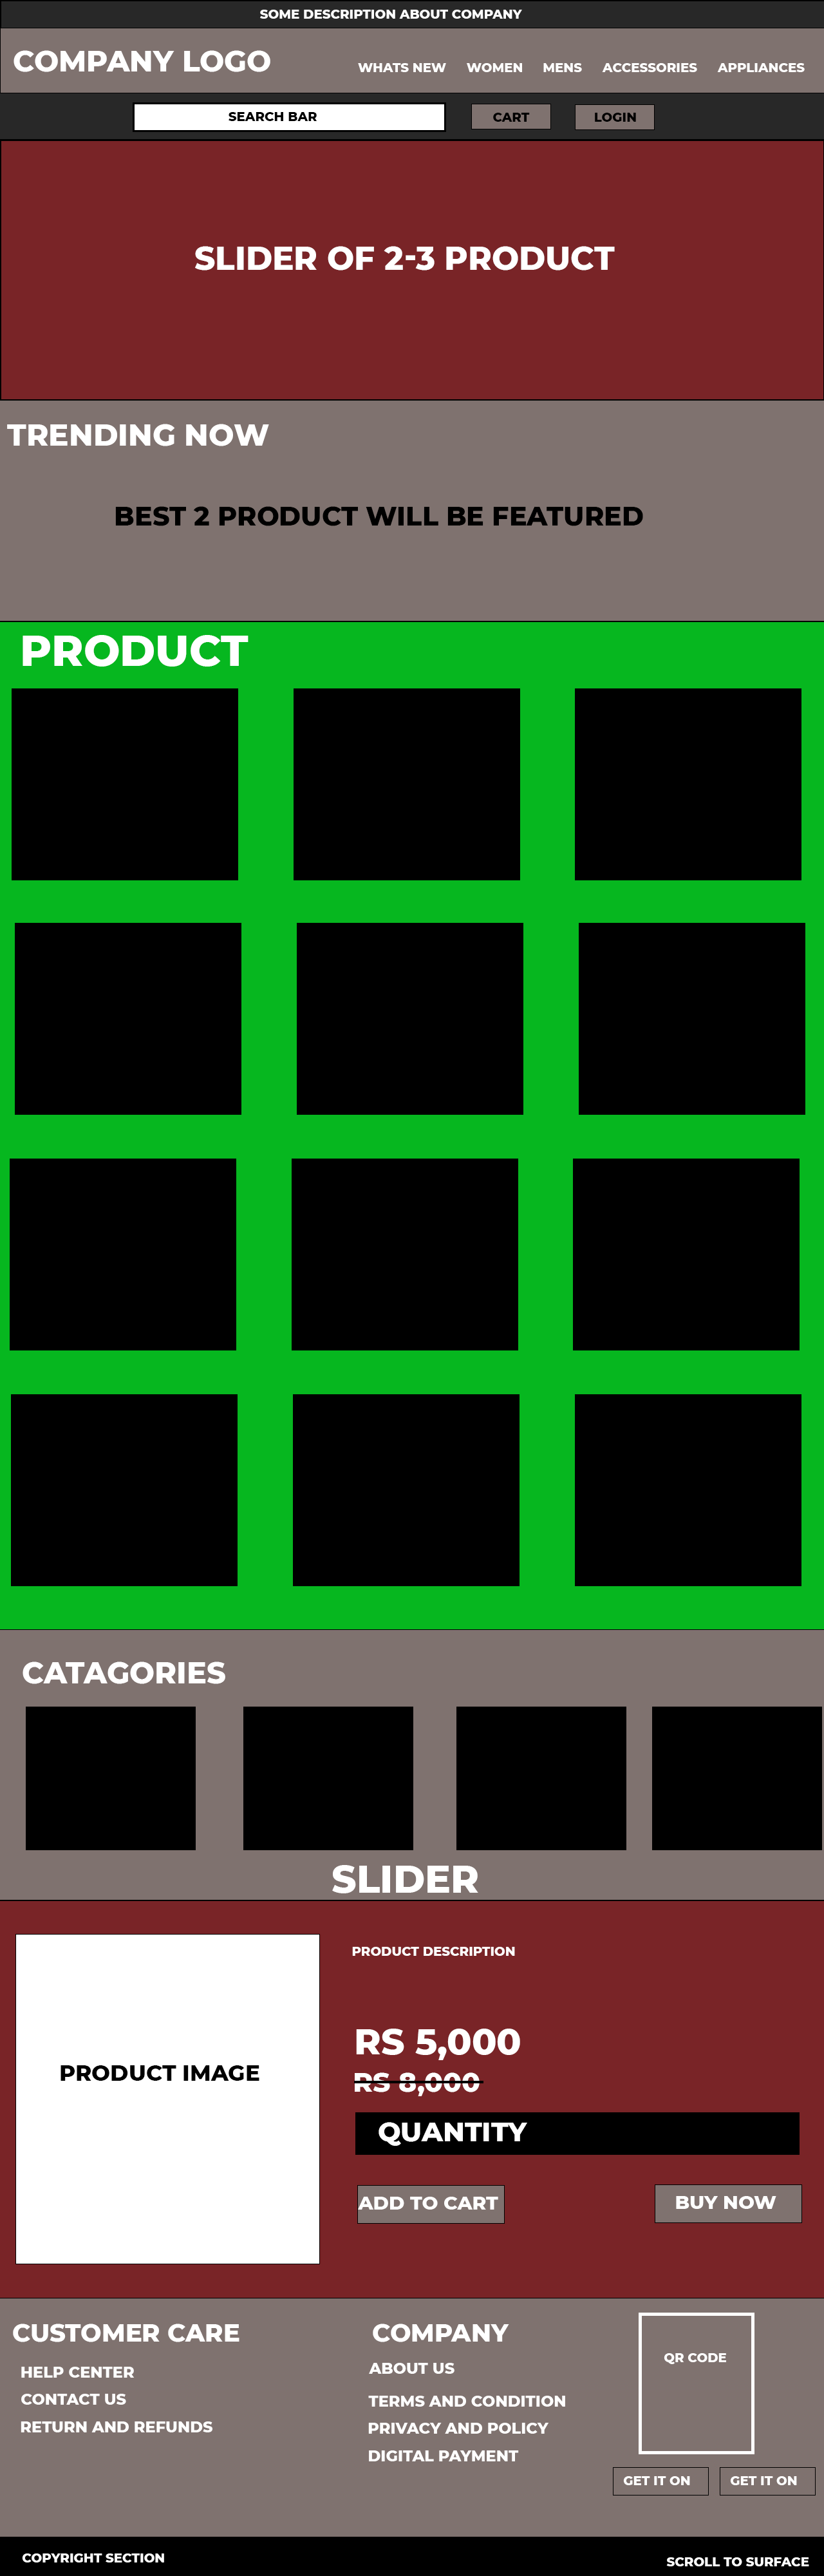 SOME DESCRIPTION ABOUT COMPANY
COMPANY LOGO
WHATS NEW WOMEN MENS ACCESSORIES APPLIANCES
SEARCH BAR CART LOGIN
SLIDER OF 2-3 PRODUCT
TRENDING NOW
BEST 2 PRODUCT WILL BE FEATURED
PRODUCT
CATAGORIES
SLIDER
PRODUCT IMAGE
PRODUCT DESCRIPTION
RS 5,000
RS 8,000
QUANTITY
ADD TO CART BUY NOW
CUSTOMER CARE
HELP CENTER
CONTACT US
RETURN AND REFUNDS
COMPANY
ABOUT US
TERMS AND CONDITION
PRIVACY AND POLICY
DIGITAL PAYMENT
QR CODE
GET IT ON GET IT ON
COPYRIGHT SECTION
SCROLL TO SURFACE